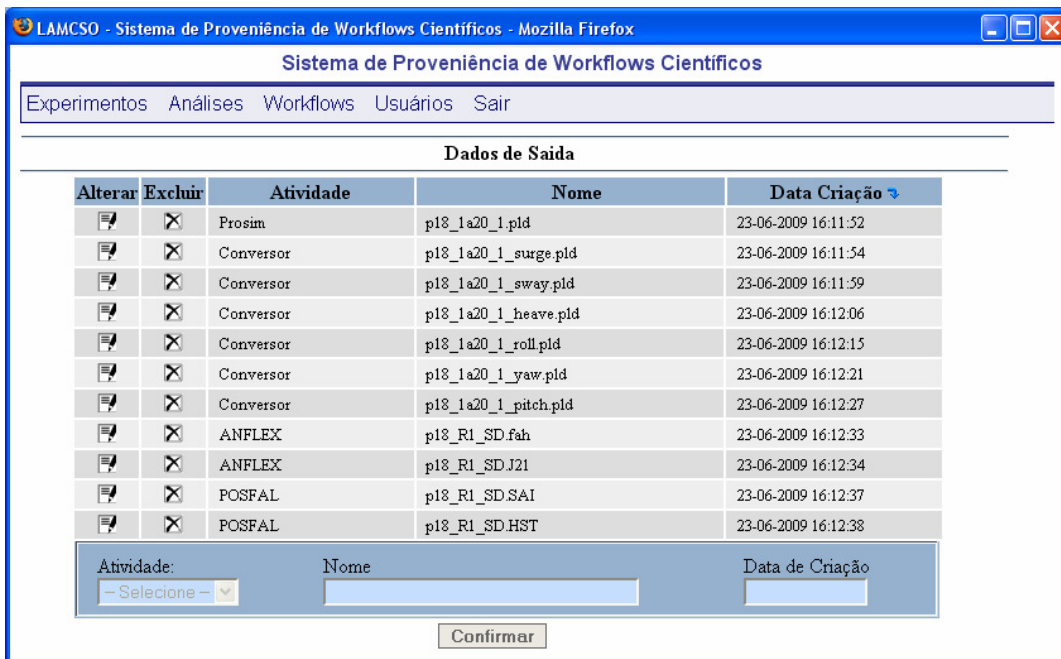 LAMCSO - Sistema de Proveniência de Workflows Científicos - Mozilla Firefox
Sistema de Proveniência de Workflows Científicos
Experimentos Análises Workflows Usuários Sair
Dados de Saida
Alterar Excluir Atividade Nome Data Criação
Prosim p18_1a20_1.pld 23-06-2009 16:11:52
Conversor p18_1a20_1_surge.pld 23-06-2009 16:11:54
Conversor p18_1a20_1_sway.pld 23-06-2009 16:11:59
Conversor p18_1a20_1_heave.pld 23-06-2009 16:12:06
Conversor p18_1a20_1_roll.pld 23-06-2009 16:12:15
Conversor p18_1a20_1_yaw.pld 23-06-2009 16:12:21
Conversor p18_1a20_1_pitch.pld 23-06-2009 16:12:27
ANFLEX p18_R1_SD.fah 23-06-2009 16:12:33
ANFLEX p18_R1_SD.J21 23-06-2009 16:12:34
POSFAL p18_R1_SD.SAI 23-06-2009 16:12:37
POSFAL p18_R1_SD.HST 23-06-2009 16:12:38
Atividade: Nome Data de Criação
-- Selecione --
Confirmar